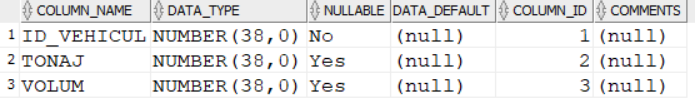 COLUMN_NAME DATA_TYPE NULLABLE DATA_DEFAULT COLUMN_ID COMMENTS
1 ID_VEHICUL NUMBER(38,0) No (null) 1 (null)
2 TONAJ NUMBER(38,0) Yes (null) 2 (null)
3 VOLUM NUMBER(38,0) Yes (null) 3 (null)